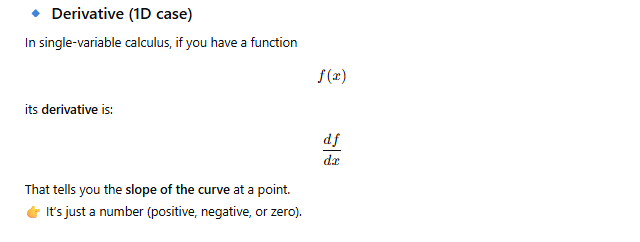 🔹 Derivative (1D case)
In single-variable calculus, if you have a function
f(x)
its derivative is:
df
dx
That tells you the slope of the curve at a point.
👉 It's just a number (positive, negative, or zero).